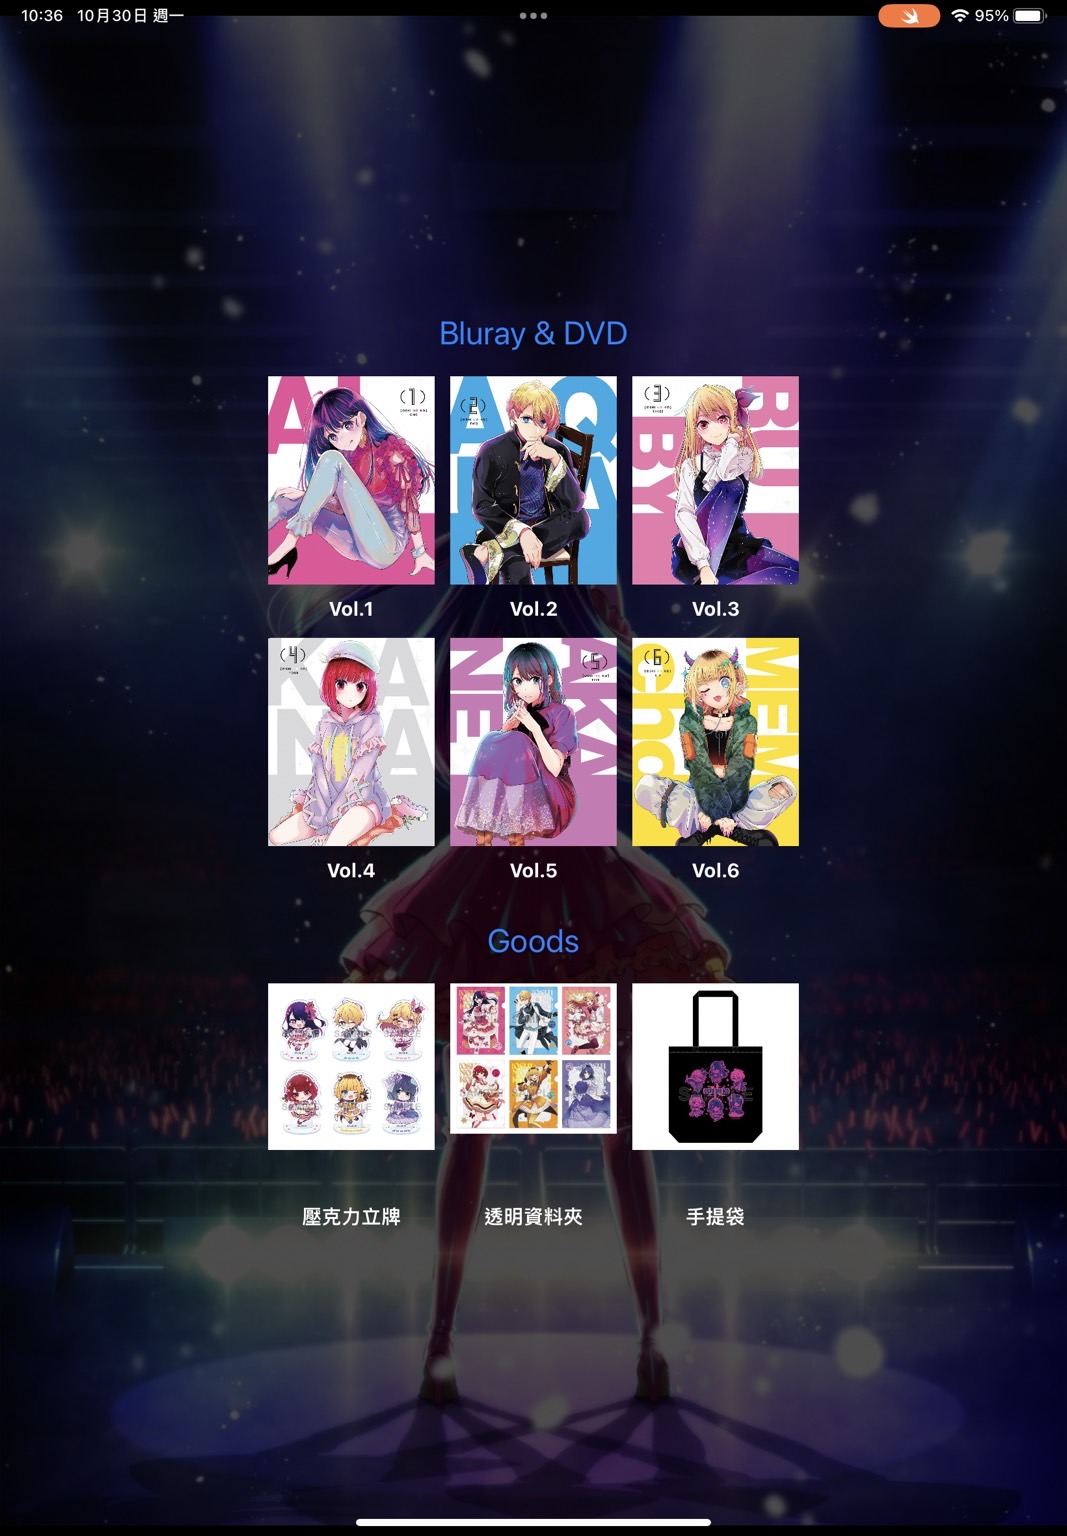 10:36 10月30日 週一
95%
Bluray & DVD
AI
(1)
AQUA
(2)
RUBY
(3)
Vol.1
Vol.2
Vol.3
KANA
(4)
AKANE
(5)
MEMcho
(6)
Vol.4
Vol.5
Vol.6
Goods
壓克力立牌
透明資料夾
手提袋